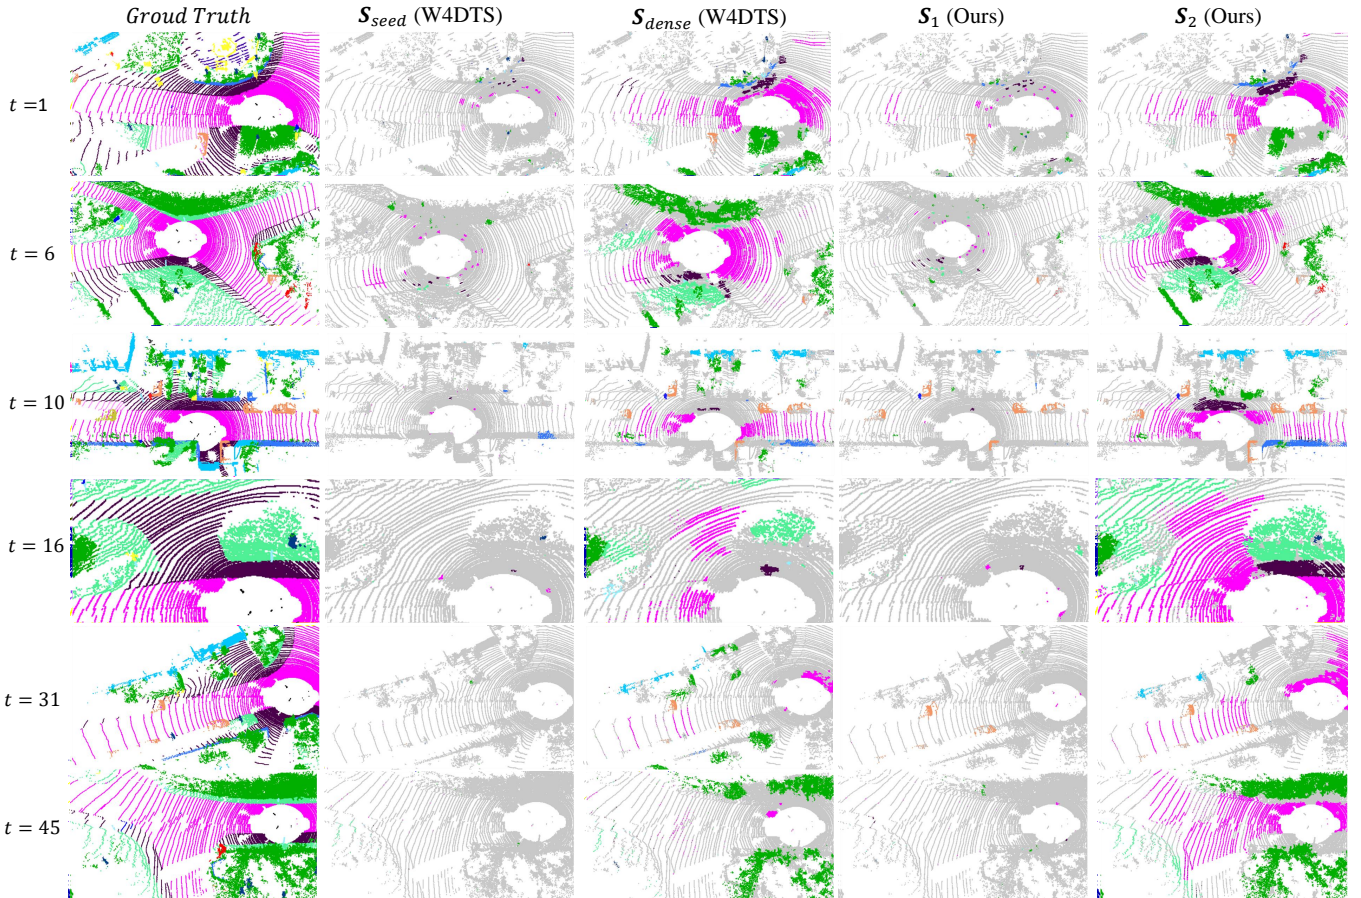 Groud Truth S_seed (W4DTS) S_dense (W4DTS) S_1 (Ours) S_2 (Ours)
t =1
t = 6
t = 10
t = 16
t = 31
t = 45